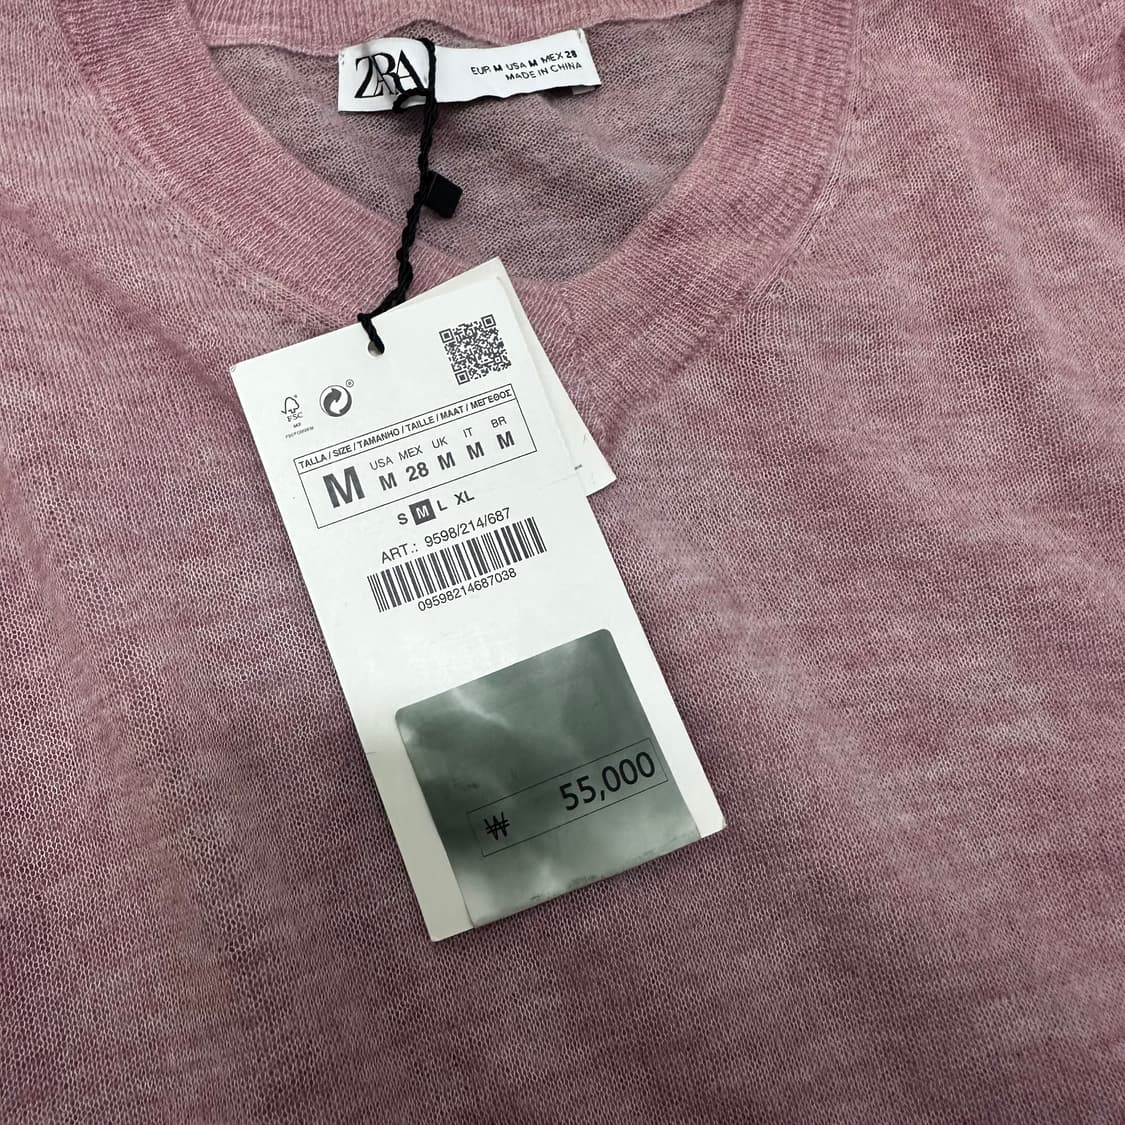 ZARA
EUR M USA M MEX 28
MADE IN CHINA
FSC
TALLA / SIZE / TAMANHO / TAILLE / MAAT / ΜΕΓΕΘΟΣ
USA MEX UK IT BR
M M 28 M M M
S M L XL
ART.: 9598/214/687
09598214687038
₩ 55,000